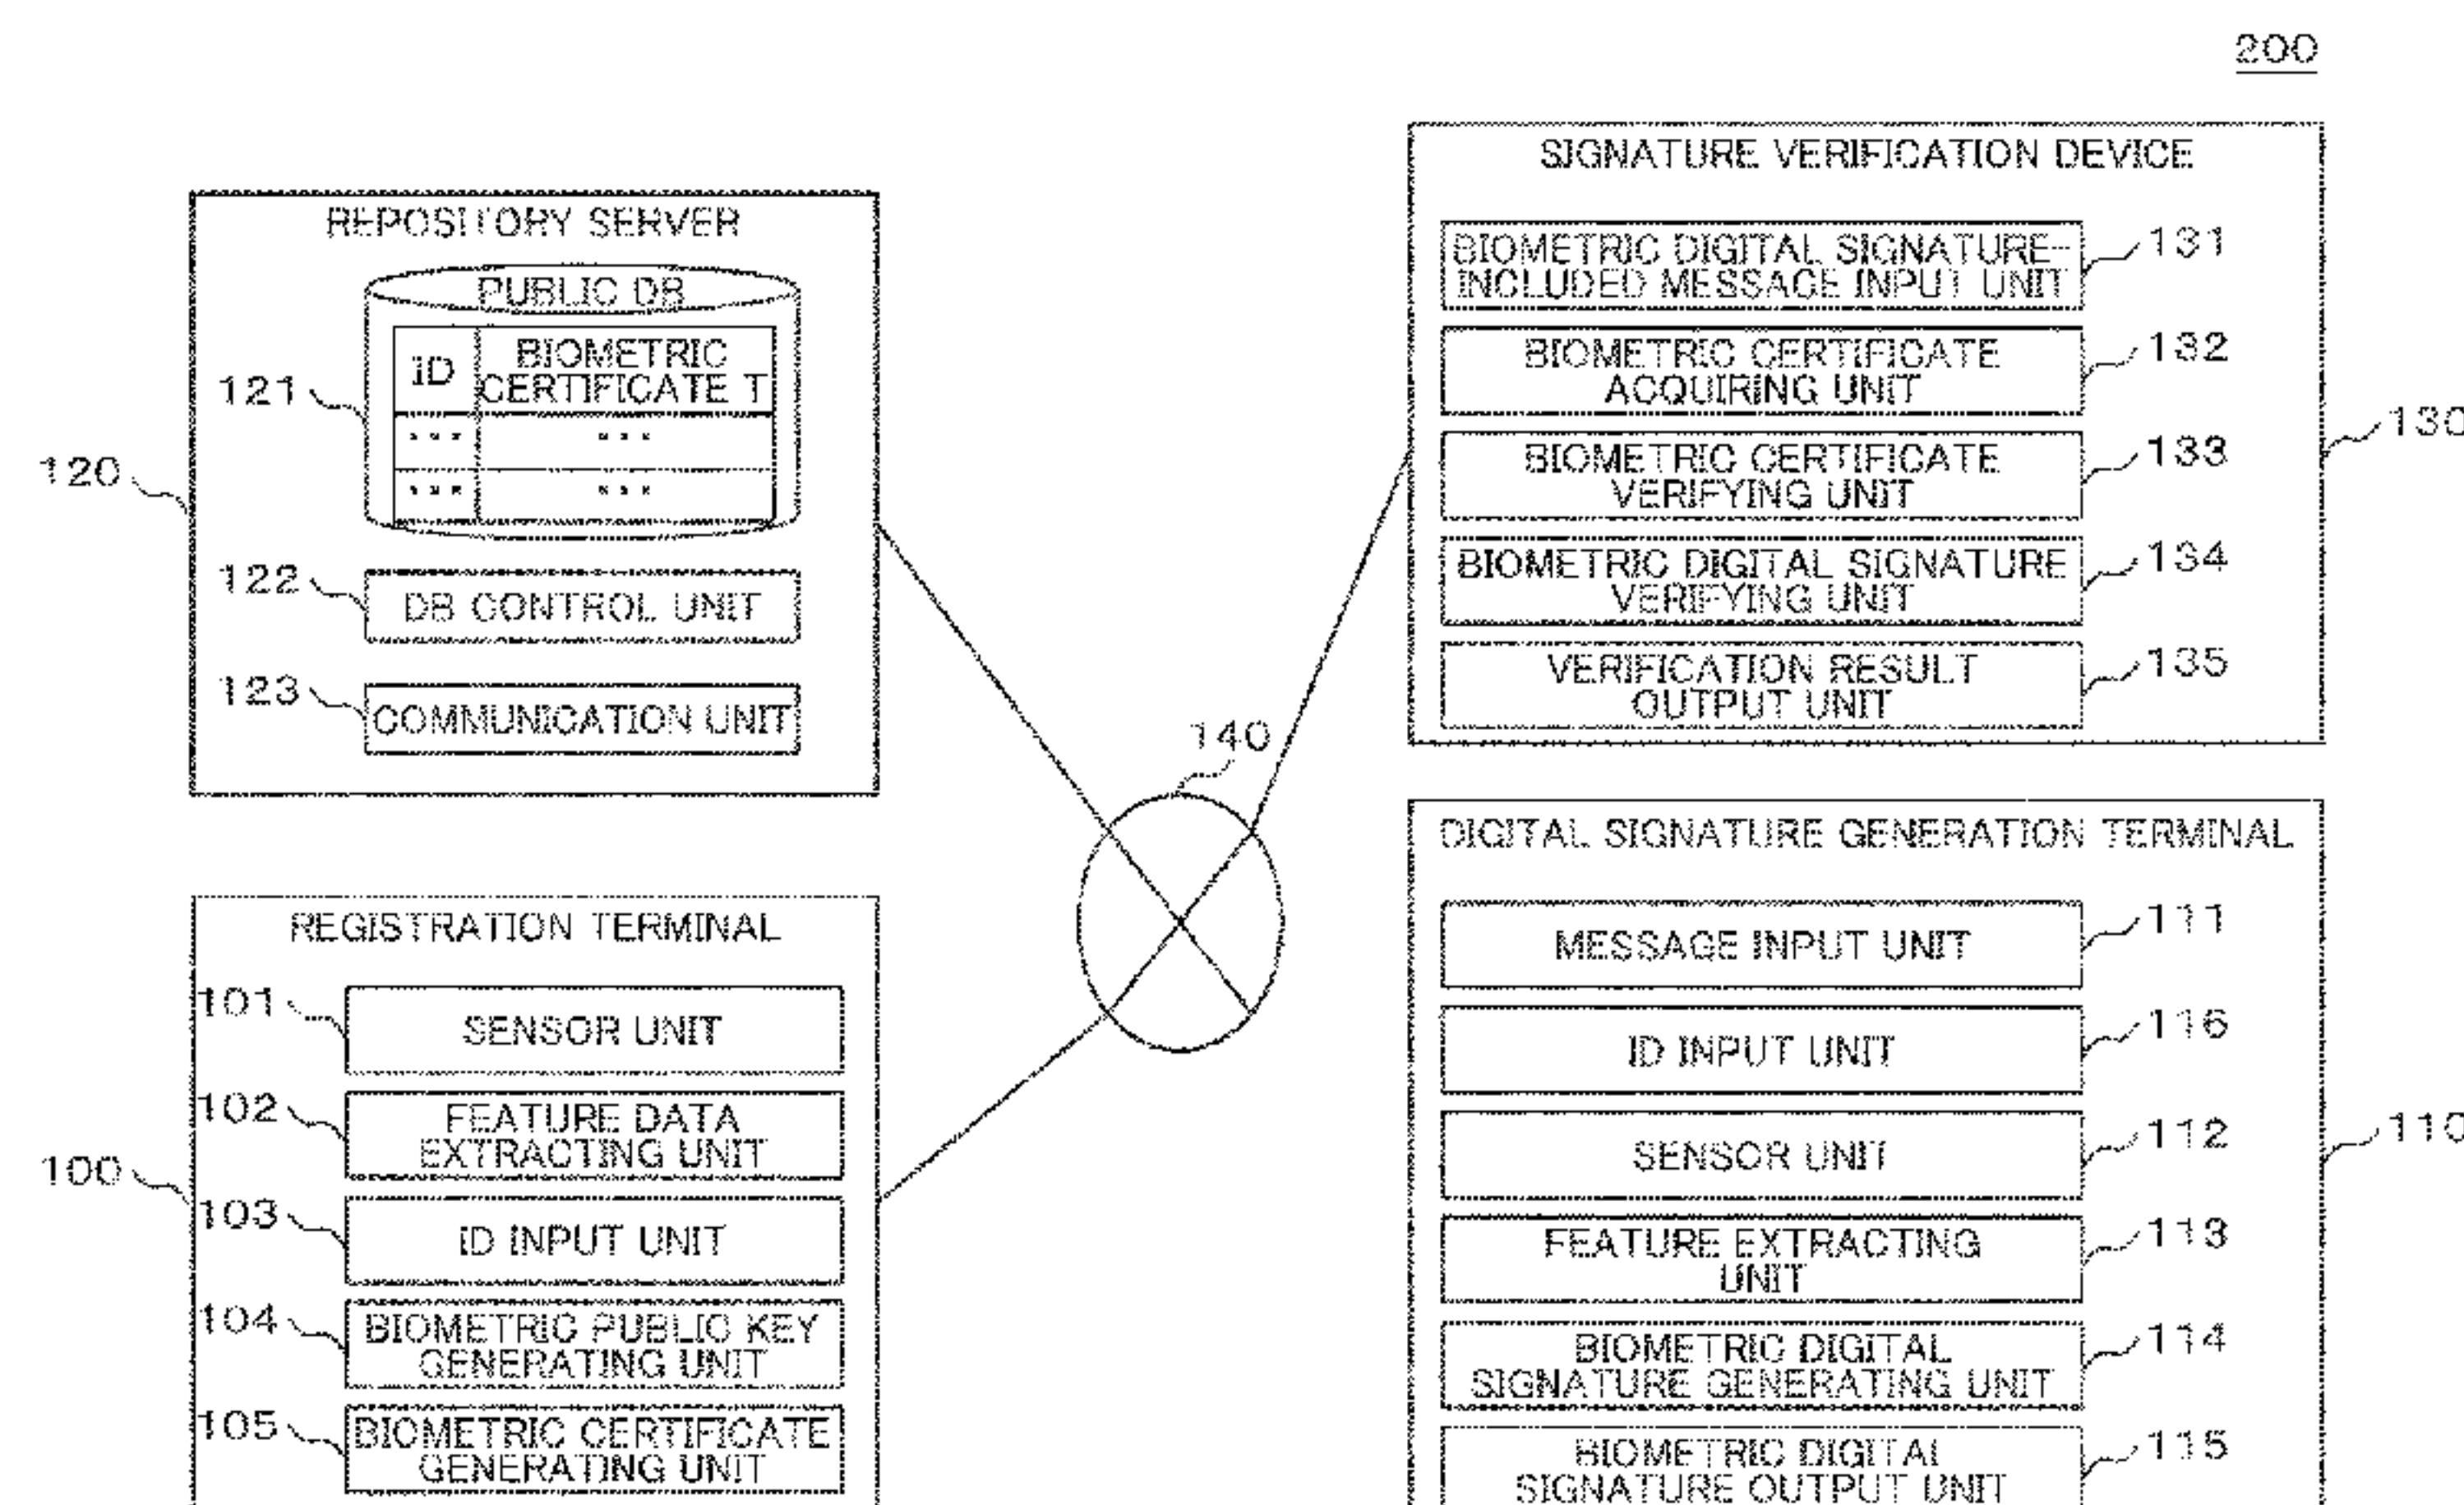 200
REPOSITORY SERVER
PUBLIC DB
ID
BIOMETRIC
CERTIFICATE T
121
120
122
DB CONTROL UNIT
123
COMMUNICATION UNIT
SIGNATURE VERIFICATION DEVICE
BIOMETRIC DIGITAL SIGNATURE-
INCLUDED MESSAGE INPUT UNIT
131
BIOMETRIC CERTIFICATE
ACQUIRING UNIT
132
130
BIOMETRIC CERTIFICATE
VERIFYING UNIT
133
BIOMETRIC DIGITAL SIGNATURE
VERIFYING UNIT
134
VERIFICATION RESULT
OUTPUT UNIT
135
140
REGISTRATION TERMINAL
101
SENSOR UNIT
102
FEATURE DATA
EXTRACTING UNIT
100
103
ID INPUT UNIT
104
BIOMETRIC PUBLIC KEY
GENERATING UNIT
105
BIOMETRIC CERTIFICATE
GENERATING UNIT
DIGITAL SIGNATURE GENERATION TERMINAL
MESSAGE INPUT UNIT
111
ID INPUT UNIT
116
SENSOR UNIT
112
110
FEATURE EXTRACTING
UNIT
113
BIOMETRIC DIGITAL
SIGNATURE GENERATING UNIT
114
BIOMETRIC DIGITAL
SIGNATURE OUTPUT UNIT
115